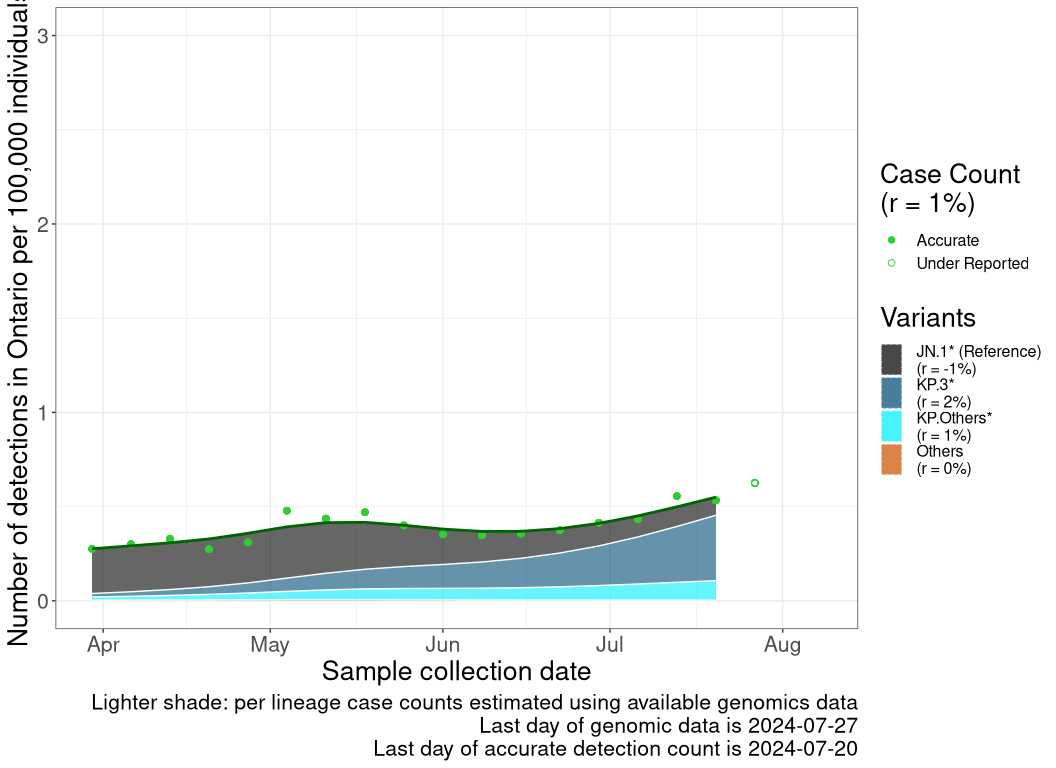 Number of detections in Ontario per 100,000 individuals
3
2
1
0
Apr May Jun Jul Aug
Sample collection date
Lighter shade: per lineage case counts estimated using available genomics data
Last day of genomic data is 2024-07-27
Last day of accurate detection count is 2024-07-20
Case Count
(r = 1%)
Accurate
Under Reported
Variants
JN.1* (Reference)
(r = -1%)
KP.3*
(r = 2%)
KP.Others*
(r = 1%)
Others
(r = 0%)